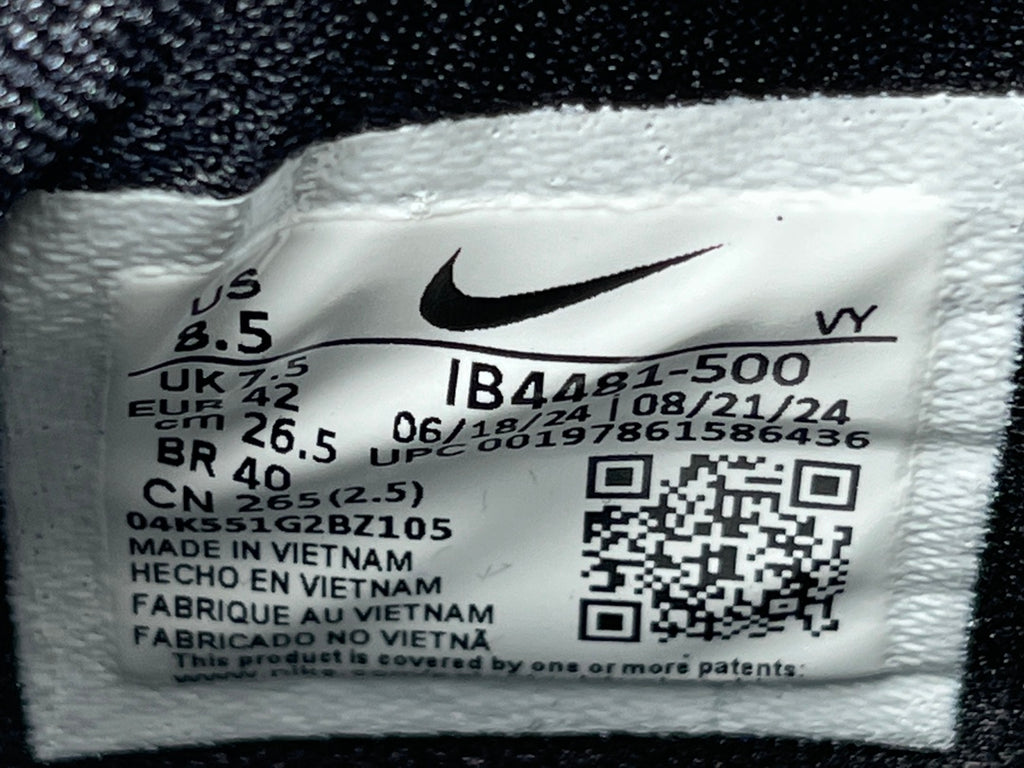 US
8.5
VY
UK 7.5
EUR 42
cm 26.5
BR 40
CN 265 (2.5)
IB4481-500
06/18/24 | 08/21/24
UPC 00197861586436
04K551G2BZ105
MADE IN VIETNAM
HECHO EN VIETNAM
FABRIQUE AU VIETNAM
FABRICADO NO VIETNÃ
This product is covered by one or more patents: